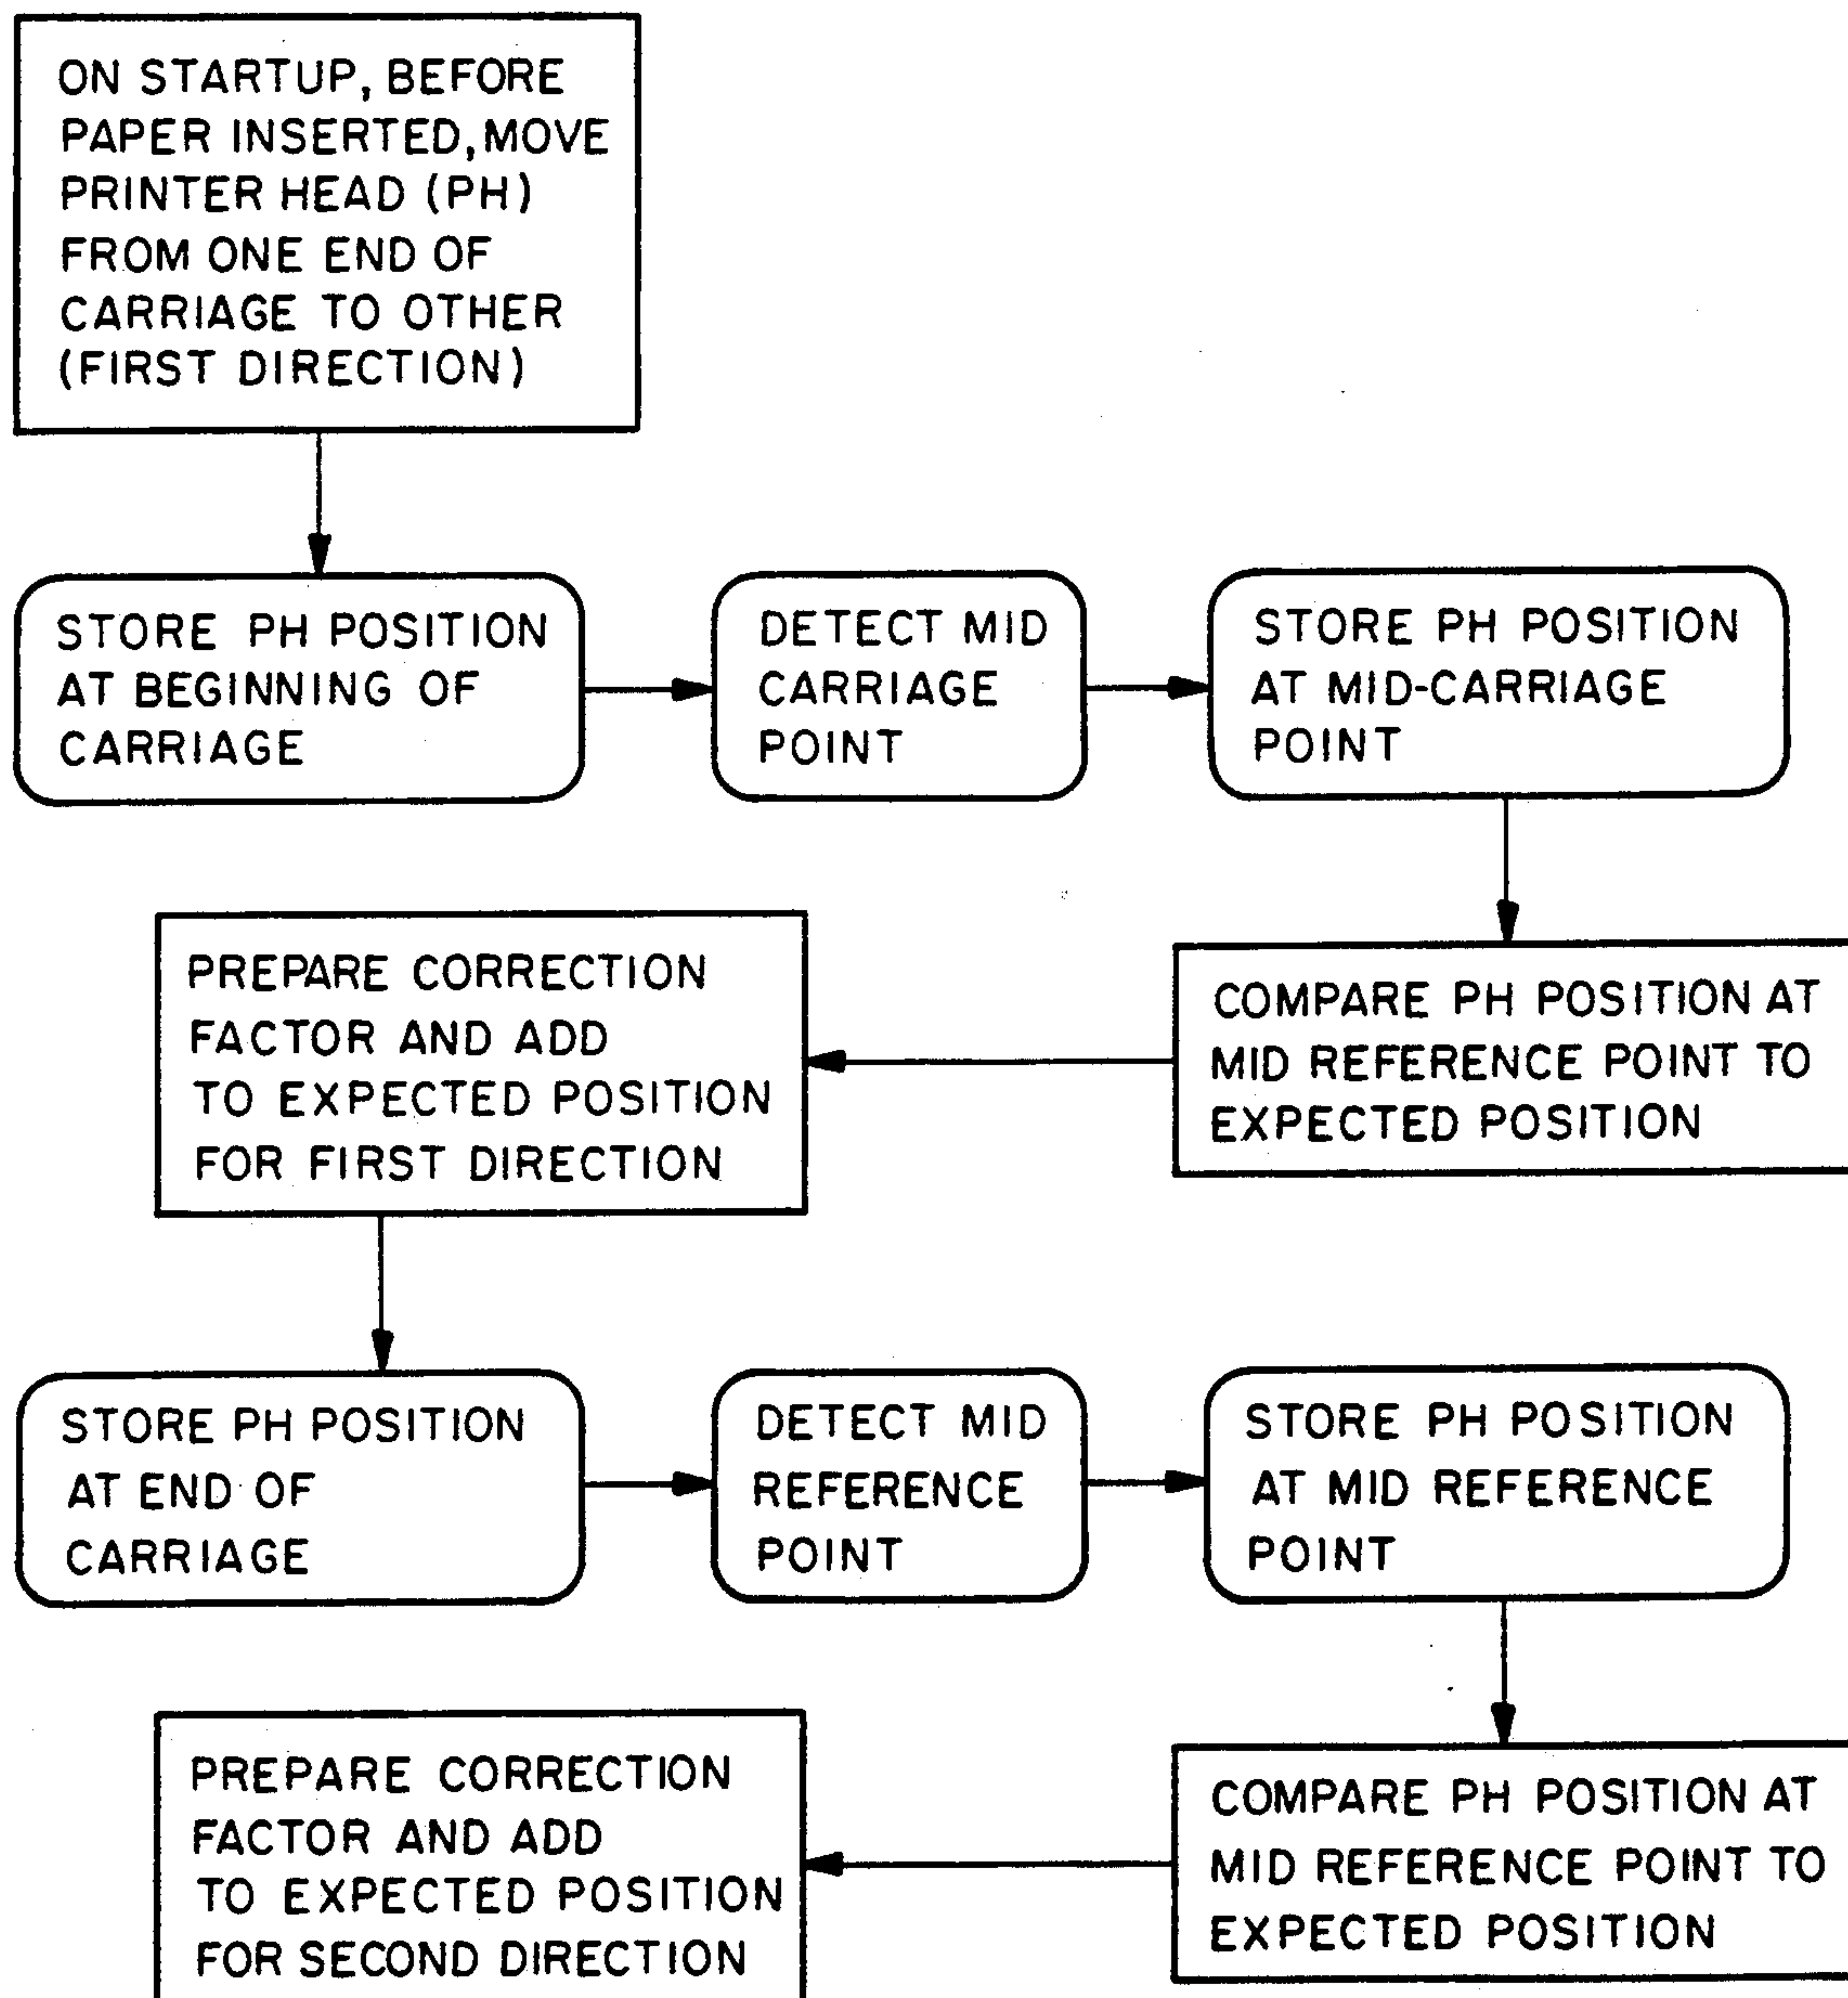 ON STARTUP, BEFORE
PAPER INSERTED, MOVE
PRINTER HEAD (PH)
FROM ONE END OF
CARRIAGE TO OTHER
(FIRST DIRECTION)
STORE PH POSITION
AT BEGINNING OF
CARRIAGE
DETECT MID
CARRIAGE
POINT
STORE PH POSITION
AT MID-CARRIAGE
POINT
COMPARE PH POSITION AT
MID REFERENCE POINT TO
EXPECTED POSITION
PREPARE CORRECTION
FACTOR AND ADD
TO EXPECTED POSITION
FOR FIRST DIRECTION
STORE PH POSITION
AT END OF
CARRIAGE
DETECT MID
REFERENCE
POINT
STORE PH POSITION
AT MID REFERENCE
POINT
COMPARE PH POSITION AT
MID REFERENCE POINT TO
EXPECTED POSITION
PREPARE CORRECTION
FACTOR AND ADD
TO EXPECTED POSITION
FOR SECOND DIRECTION